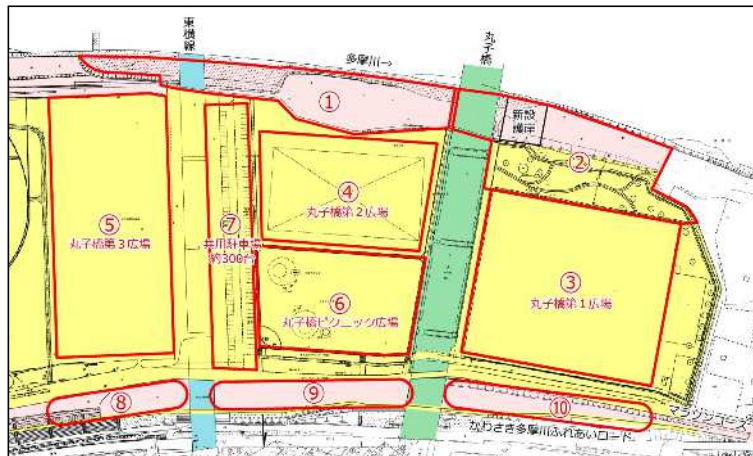 東横線
多摩川→
丸子橋
①
新設
護岸
②
④
丸子橋第2広場
⑤
丸子橋第3広場
⑦
共用駐車場
約300台
③
丸子橋第1広場
⑥
丸子橋ピクニック広場
⑧
⑨
⑩
マラソンコース
かわさき多摩川ふれあいロード